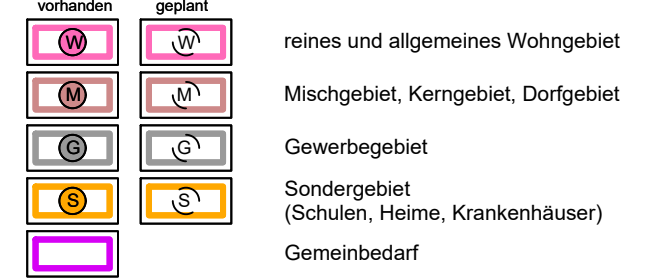 vorhanden geplant
W W reines und allgemeines Wohngebiet
M M Mischgebiet, Kerngebiet, Dorfgebiet
G G Gewerbegebiet
S S Sondergebiet
(Schulen, Heime, Krankenhäuser)
Gemeinbedarf